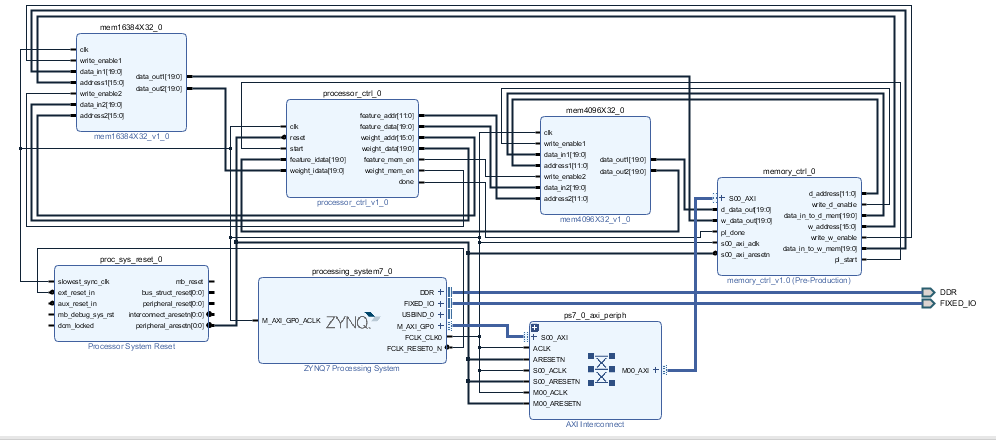 mem16384X32_0
clk
write_enable1
data_in1[19:0]
address1[15:0]
write_enable2
data_in2[19:0]
address2[15:0]
data_out1[19:0]
data_out2[19:0]
mem16384X32_v1_0
processor_ctrl_0
clk
reset
start
feature_idata[19:0]
weight_idata[19:0]
feature_addr[11:0]
feature_data[19:0]
weight_addr[15:0]
weight_data[19:0]
feature_mem_en
weight_mem_en
done
processor_ctrl_v1_0
mem4096X32_0
clk
write_enable1
data_in1[19:0]
address1[11:0]
write_enable2
data_in2[19:0]
address2[11:0]
data_out1[19:0]
data_out2[19:0]
mem4096X32_v1_0
memory_ctrl_0
S00_AXI
d_data_out[19:0]
w_data_out[19:0]
pl_done
s00_axi_aclk
s00_axi_aresetn
d_address[11:0]
write_d_enable
data_in_to_d_mem[19:0]
w_address[15:0]
write_w_enable
data_in_to_w_mem[19:0]
pl_start
memory_ctrl_v1.0 (Pre-Production)
proc_sys_reset_0
slowest_sync_clk
ext_reset_in
aux_reset_in
mb_debug_sys_rst
dcm_locked
mb_reset
bus_struct_reset[0:0]
peripheral_reset[0:0]
interconnect_aresetn[0:0]
peripheral_aresetn[0:0]
Processor System Reset
processing_system7_0
M_AXI_GP0_ACLK
ZYNQ
DDR
FIXED_IO
USBIND_0
M_AXI_GP0
FCLK_CLK0
FCLK_RESET0_N
ZYNQ7 Processing System
ps7_0_axi_periph
S00_AXI
ACLK
ARESETN
S00_ACLK
S00_ARESETN
M00_ACLK
M00_ARESETN
M00_AXI
AXI Interconnect
DDR
FIXED_IO